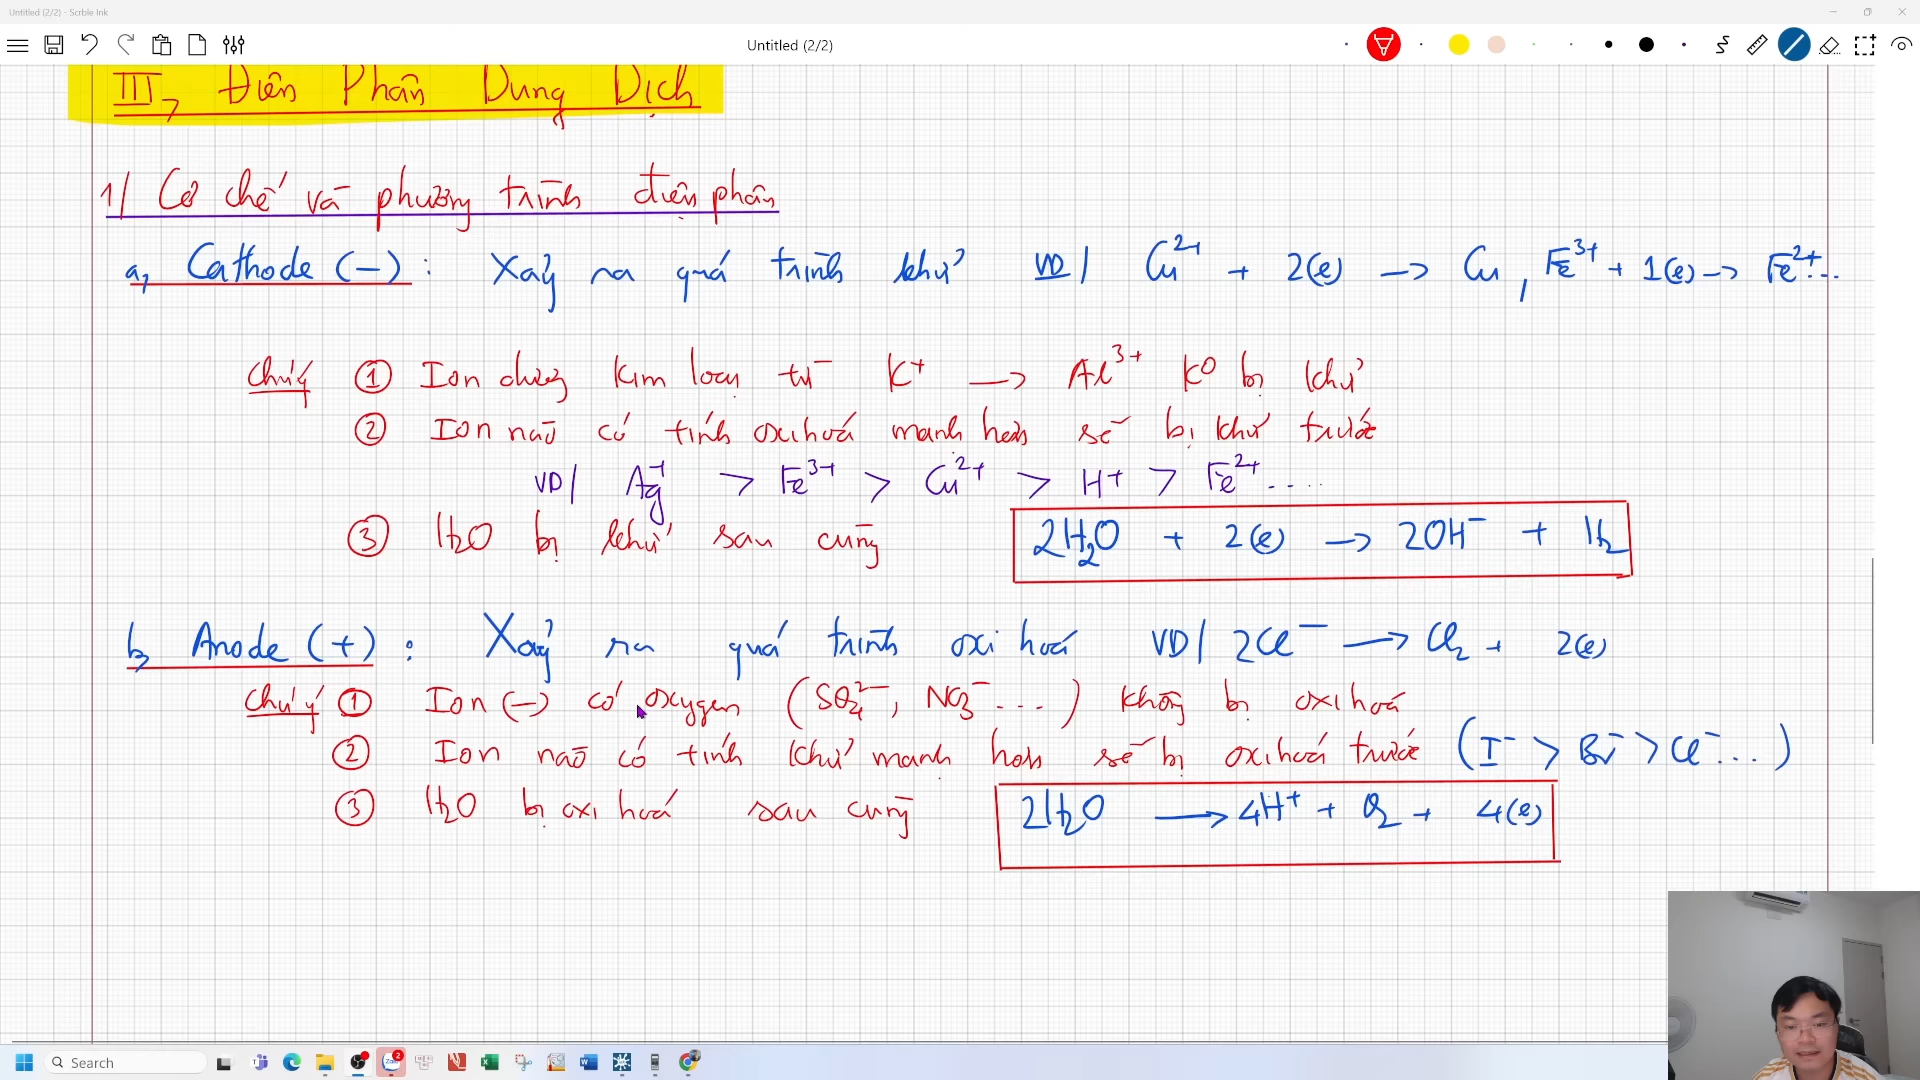 Untitled (2/2) - Scrble Ink
Untitled (2/2)
III, Điện Phân Dung Dịch
1/ Cơ chế và phương trình điện phân
a, Cathode (-) : Xảy ra quá trình khử VD/ Cu²⁺ + 2(e) → Cu, Fe³⁺ + 1(e) → Fe²⁺...
Chú ý ① Ion dương kim loại từ K⁺ → Al³⁺ K⁰ bị khử
② Ion nào có tính oxi hoá mạnh hơn sẽ bị khử trước
VD/ Ag⁺ > Fe³⁺ > Cu²⁺ > H⁺ > Fe²⁺ ....
③ H₂O bị khử sau cùng 2H₂O + 2(e) → 2OH⁻ + H₂
b, Anode (+) : Xảy ra quá trình oxi hoá VD/ 2Cl⁻ → Cl₂ + 2(e)
Chú ý ① Ion (-) có oxygen (SO₄²⁻, NO₃⁻ ...) không bị oxi hoá
② Ion nào có tính khử mạnh hơn sẽ bị oxi hoá trước (I⁻ > Br⁻ > Cl⁻ ...)
③ H₂O bị oxi hoá sau cùng 2H₂O → 4H⁺ + O₂ + 4(e)
Search